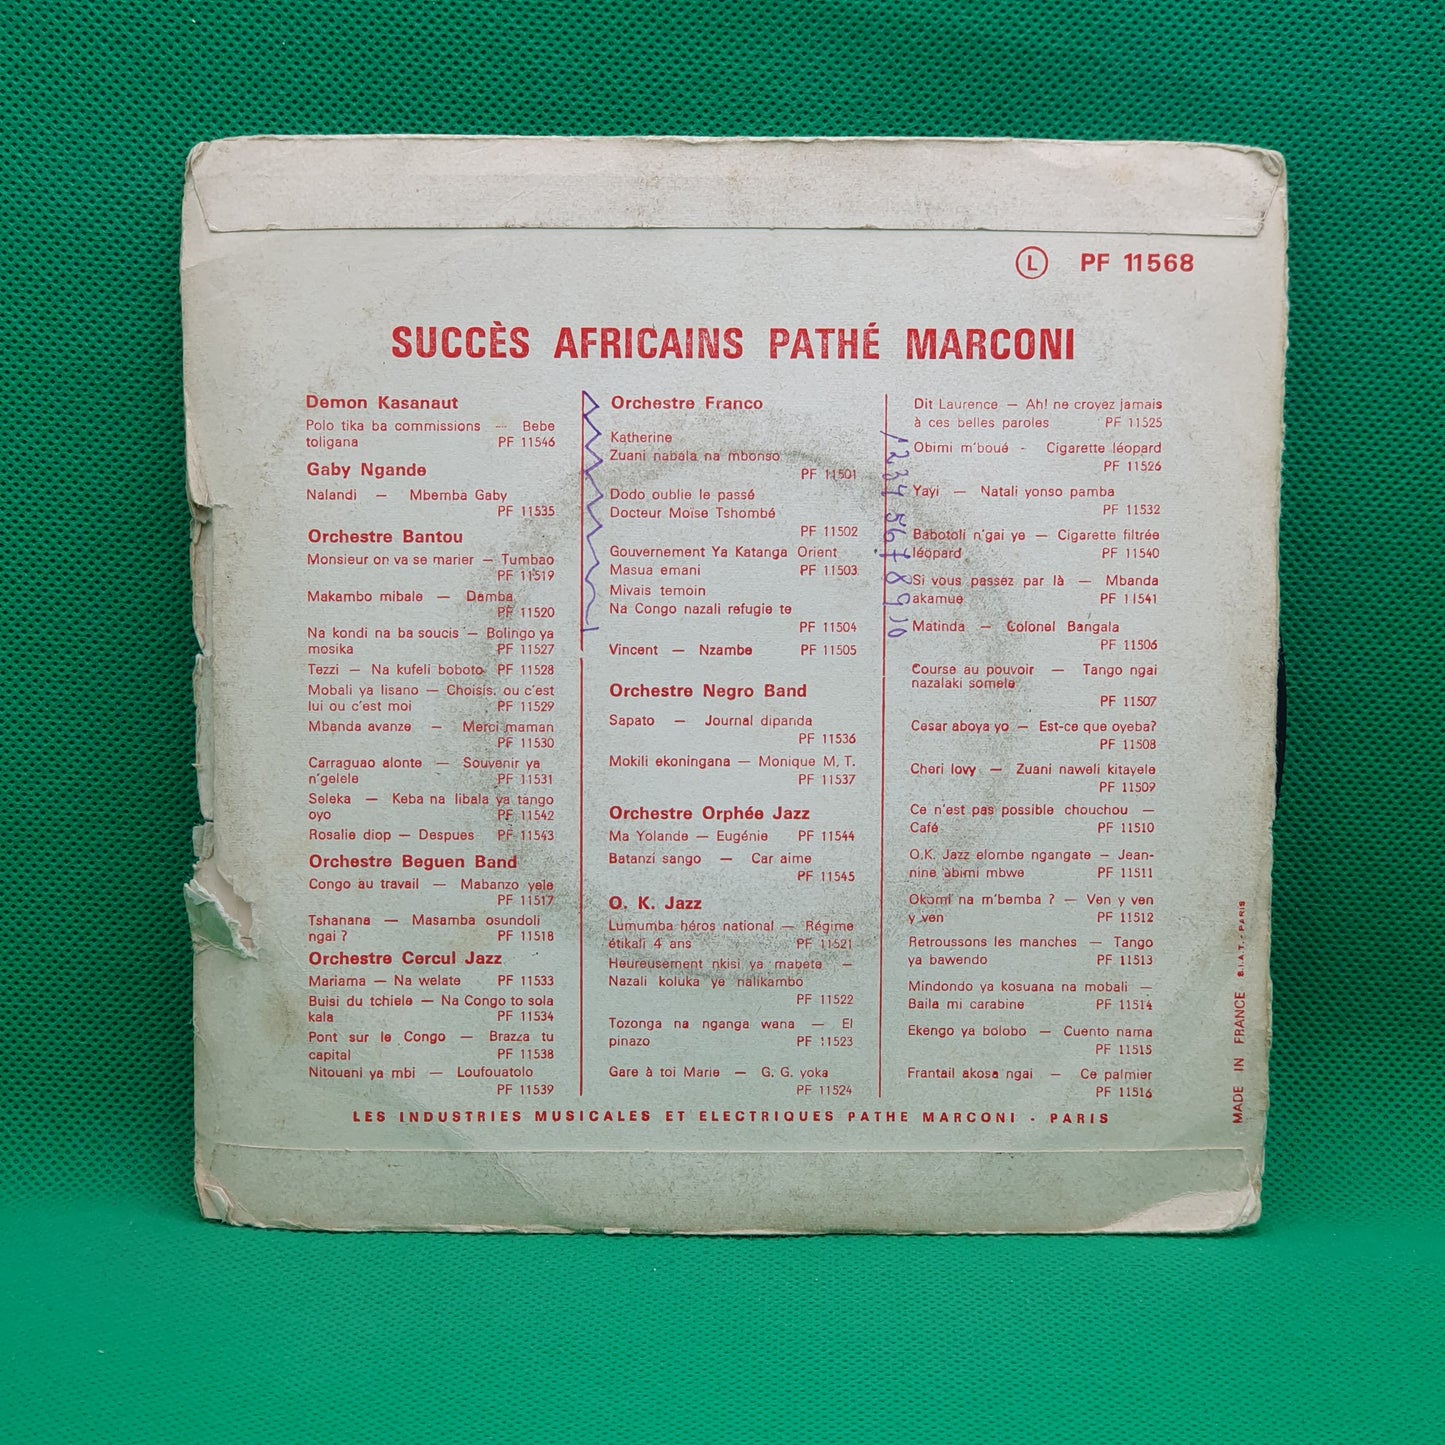 Ⓛ PF 11568
SUCCÈS AFRICAINS PATHÉ MARCONI
Demon Kasanaut
Polo tika ba commissions — Bebe
toligana PF 11546
Gaby Ngande
Nalandi — Mbemba Gaby
PF 11535
Orchestre Bantou
Monsieur on va se marier — Tumbao
PF 11519
Makambo mibale — Damba
PF 11520
Na kondi na ba soucis — Bolingo ya
mosika PF 11527
Tezzi — Na kufeli boboto PF 11528
Mobali ya lisano — Choisis, ou c'est
lui ou c'est moi PF 11529
Mbanda avanze — Merci maman
PF 11530
Carraguao alonte — Souvenir ya
n'gelele PF 11531
Seleka — Keba na libala ya tango
oyo PF 11542
Rosalie diop — Despues PF 11543
Orchestre Beguen Band
Congo au travail — Mabanzo yele
PF 11517
Tshanana — Masamba osundoli
ngai ? PF 11518
Orchestre Cercul Jazz
Mariama — Na welate PF 11533
Buisi du tchiele — Na Congo to sola
kala PF 11534
Pont sur le Congo — Brazza tu
capital PF 11538
Nitouani ya mbi — Loufouatolo
PF 11539
Orchestre Franco
Katherine
Zuani nabala na mbonso
PF 11501
Dodo oublie le passé
Docteur Moise Tshombé
PF 11502
Gouvernement Ya Katanga Orient
Masua emani PF 11503
Mivais temoin
Na Congo nazali refugie te
PF 11504
Vincent — Nzambe PF 11505
Orchestre Negro Band
Sapato — Journal dipanda
PF 11536
Mokili ekoningana — Monique M. T.
PF 11537
Orchestre Orphée Jazz
Ma Yolande — Eugénie PF 11544
Batanzi sango — Car aime
PF 11545
O. K. Jazz
Lumumba héros national — Régime
étikali 4 ans PF 11521
Heureusement nkisi ya mabete —
Nazali koluka ye nalikambo
PF 11522
Tozonga na nganga wana — El
pinazo PF 11523
Gare à toi Marie — G. G. yoka
PF 11524
1 2 3 4 5 6 7 8 9 10
Dit Laurence — Ah! ne croyez jamais
à ces belles paroles PF 11525
Obimi m'boué - Cigarette léopard
PF 11526
Yayi — Natali yonso pamba
PF 11532
Babotoli n'gai ye — Cigarette filtrée
léopard PF 11540
Si vous passez par là — Mbanda
akamue PF 11541
Matinda — Colonel Bangala
PF 11506
Course au pouvoir — Tango ngai
nazalaki somele
PF 11507
Cesar aboya yo — Est-ce que oyeba?
PF 11508
Cheri lovy — Zuani naweli kitayele
PF 11509
Ce n'est pas possible chouchou —
Café PF 11510
O.K. Jazz elombe ngangate — Jean-
nine abimi mbwe PF 11511
Okomi na m'bemba ? — Ven y ven
y ven PF 11512
Retroussons les manches — Tango
ya bawendo PF 11513
Mindondo ya kosuana na mobali —
Baila mi carabine PF 11514
Ekengo ya bolobo — Cuento nama
PF 11515
Frantail akosa ngai — Ce palmier
PF 11516
LES INDUSTRIES MUSICALES ET ELECTRIQUES PATHE MARCONI - PARIS
MADE IN FRANCE S.I.A.T. - PARIS